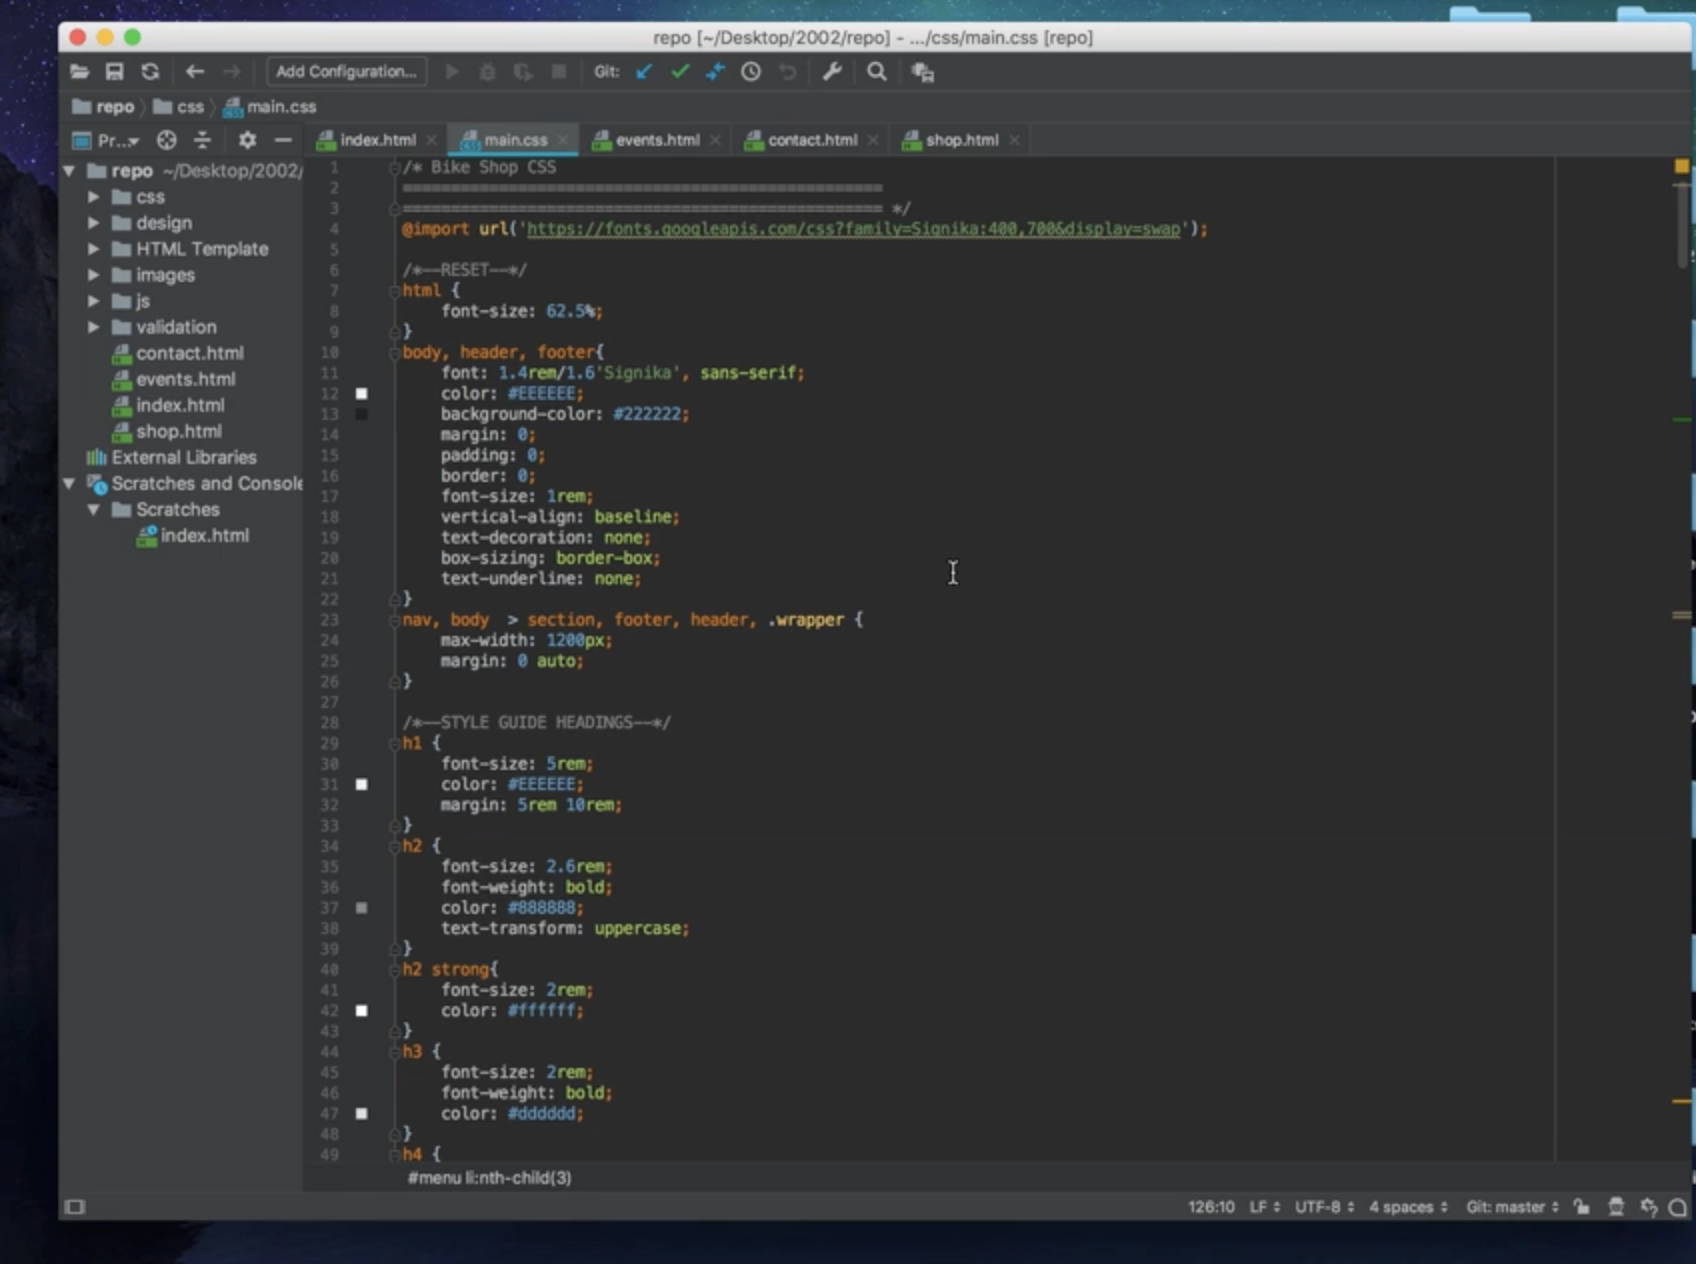 repo [~/Desktop/2002/repo] - .../css/main.css [repo]
Add Configuration... Git:
repo css main.css
Pr... index.html main.css events.html contact.html shop.html
repo ~/Desktop/2002/
css
design
HTML Template
images
js
validation
contact.html
events.html
index.html
shop.html
External Libraries
Scratches and Console
Scratches
index.html
1 /* Bike Shop CSS
2 ==================================================
3 ================================================== */
4 @import url('https://fonts.googleapis.com/css?family=Signika:400,700&display=swap');
5
6 /*--RESET--*/
7 html {
8 font-size: 62.5%;
9 }
10 body, header, footer{
11 font: 1.4rem/1.6'Signika', sans-serif;
12 color: #EEEEEE;
13 background-color: #222222;
14 margin: 0;
15 padding: 0;
16 border: 0;
17 font-size: 1rem;
18 vertical-align: baseline;
19 text-decoration: none;
20 box-sizing: border-box;
21 text-underline: none;
22 }
23 nav, body  > section, footer, header, .wrapper {
24 max-width: 1200px;
25 margin: 0 auto;
26 }
27
28 /*--STYLE GUIDE HEADINGS--*/
29 h1 {
30 font-size: 5rem;
31 color: #EEEEEE;
32 margin: 5rem 10rem;
33 }
34 h2 {
35 font-size: 2.6rem;
36 font-weight: bold;
37 color: #888888;
38 text-transform: uppercase;
39 }
40 h2 strong{
41 font-size: 2rem;
42 color: #ffffff;
43 }
44 h3 {
45 font-size: 2rem;
46 font-weight: bold;
47 color: #dddddd;
48 }
49 h4 {
#menu li:nth-child(3)
126:10 LF UTF-8 4 spaces Git: master